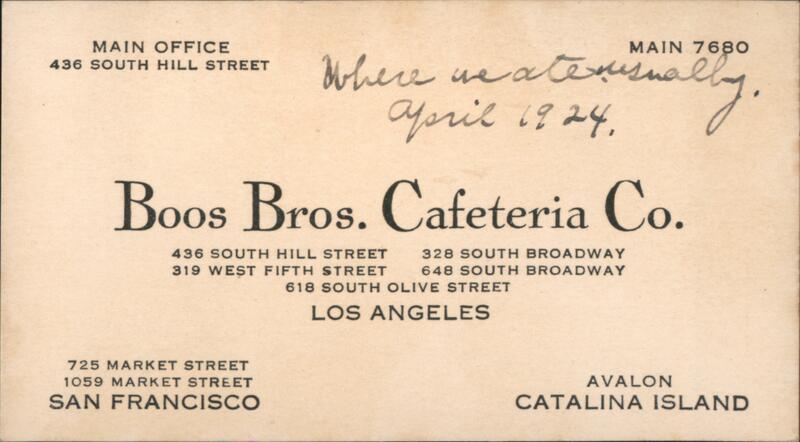 MAIN OFFICE
436 SOUTH HILL STREET
MAIN 7680
Where we ate usually.
April 1924.
Boos Bros. Cafeteria Co.
436 SOUTH HILL STREET 328 SOUTH BROADWAY
319 WEST FIFTH STREET 648 SOUTH BROADWAY
618 SOUTH OLIVE STREET
LOS ANGELES
725 MARKET STREET
1059 MARKET STREET
SAN FRANCISCO
AVALON
CATALINA ISLAND